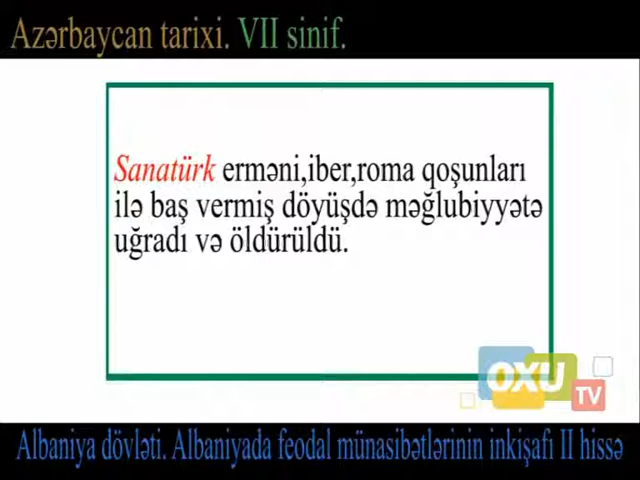 Azərbaycan tarixi. VII sinif.
Sanatürk erməni,iber,roma qoşunları
ilə baş vermiş döyüşdə məğlubiyyətə
uğradı və öldürüldü.
OXU
TV
Albaniya dövləti. Albaniyada feodal münasibətlərinin inkişafı II hissə